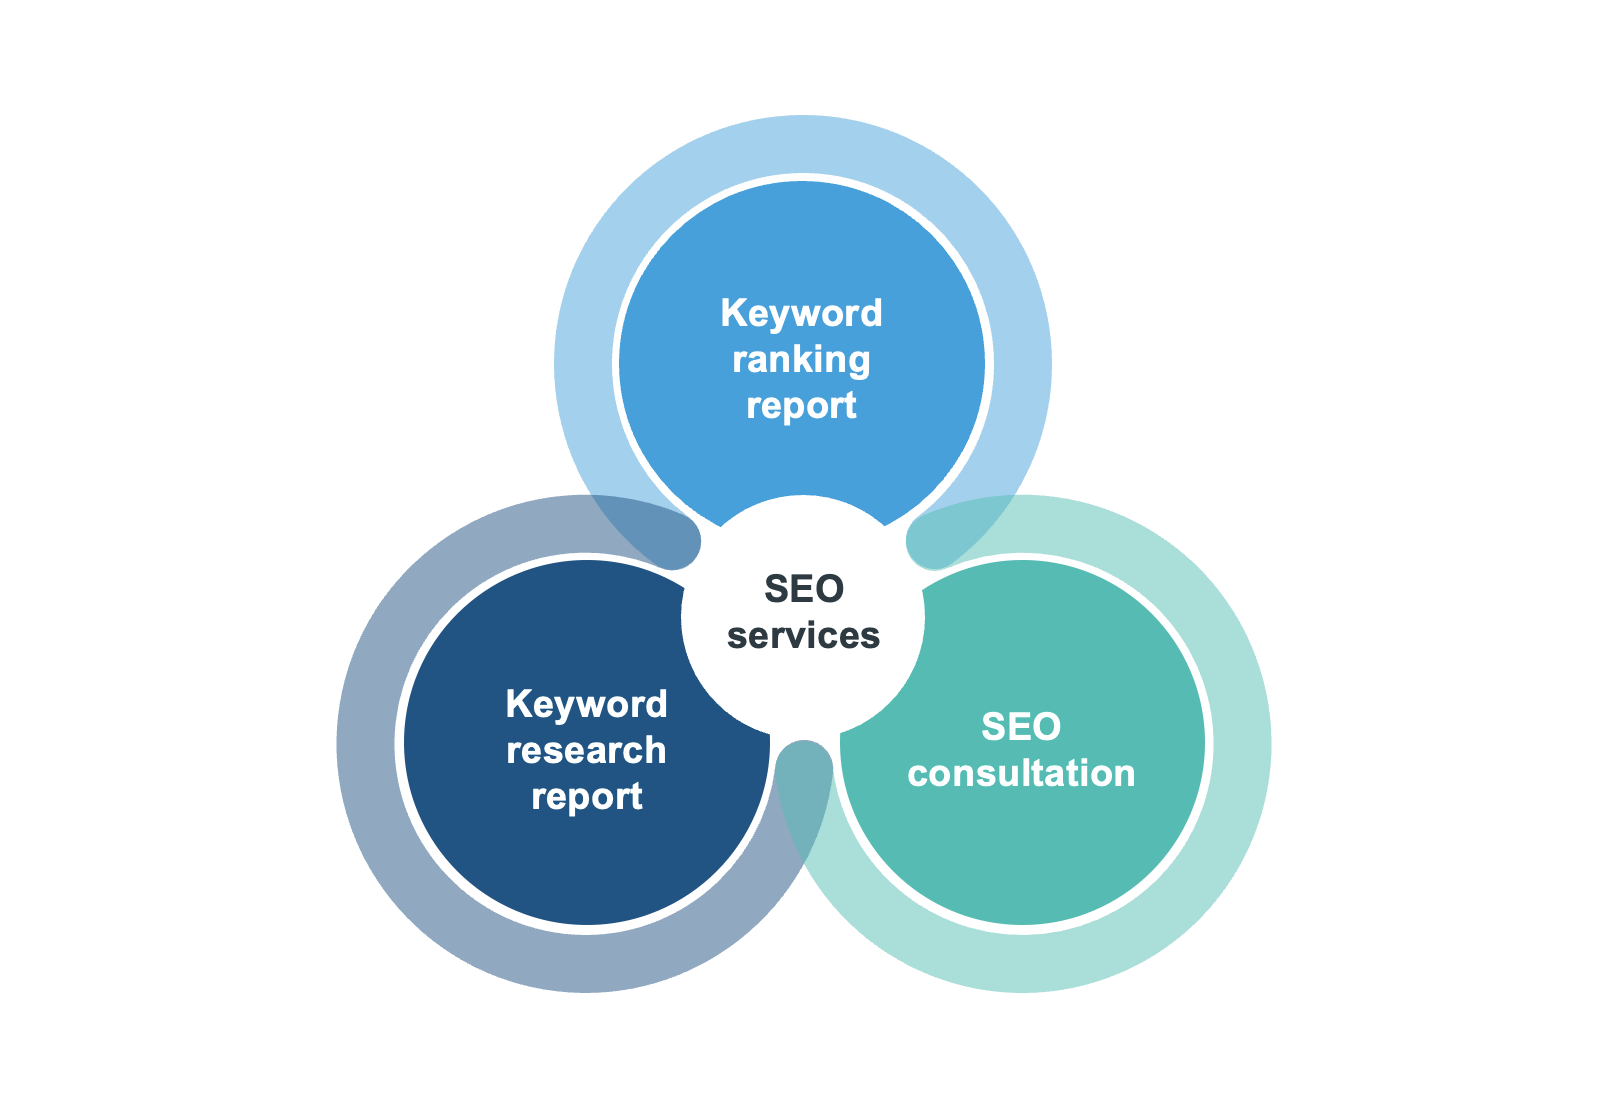 Keyword
ranking
report
SEO
services
Keyword
research
report
SEO
consultation